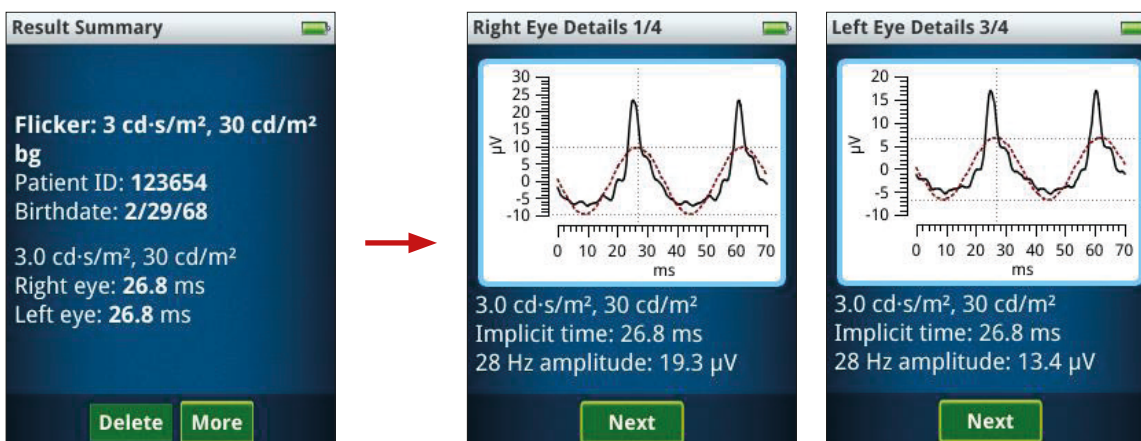 Result Summary
Flicker: 3 cd·s/m², 30 cd/m²
bg
Patient ID: 123654
Birthdate: 2/29/68
3.0 cd·s/m², 30 cd/m²
Right eye: 26.8 ms
Left eye: 26.8 ms
Delete More
Right Eye Details 1/4
30
25
20
15
10
5
0
-5
-10
µV
0 10 20 30 40 50 60 70
ms
3.0 cd·s/m², 30 cd/m²
Implicit time: 26.8 ms
28 Hz amplitude: 19.3 µV
Next
Left Eye Details 3/4
20
15
10
5
0
-5
-10
µV
0 10 20 30 40 50 60 70
ms
3.0 cd·s/m², 30 cd/m²
Implicit time: 26.8 ms
28 Hz amplitude: 13.4 µV
Next